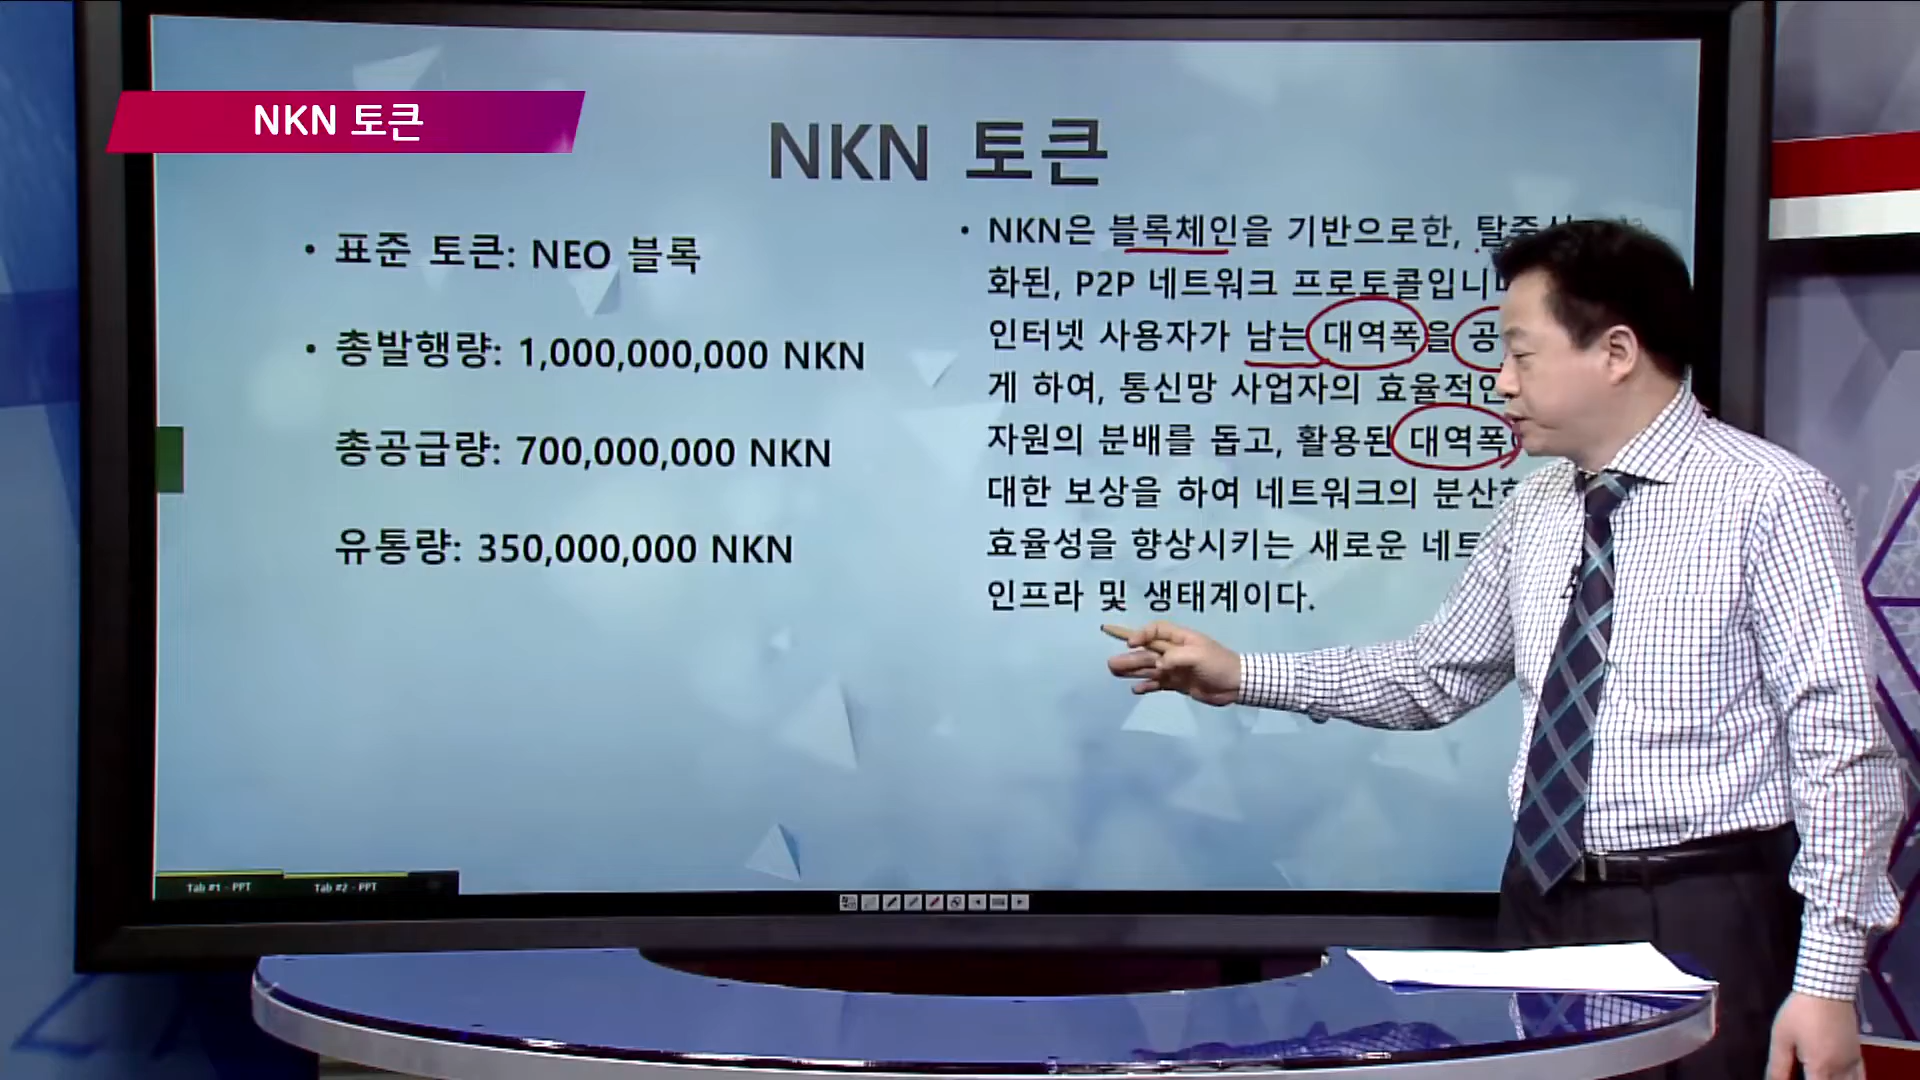 NKN 토큰
NKN 토큰
• 표준 토큰: NEO 블록
• 총발행량: 1,000,000,000 NKN
총공급량: 700,000,000 NKN
유통량: 350,000,000 NKN
• NKN은 블록체인을 기반으로한,
화된, P2P 네트워크 프로토콜입니
인터넷 사용자가 남는 대역폭을 공
게 하여, 통신망 사업자의 효율적인
자원의 분배를 돕고, 활용된 대역폭
대한 보상을 하여 네트워크의
효율성을 향상시키는 새로운 네트
인프라 및 생태계이다.
Tab #1 - PPT Tab #2 - PPT